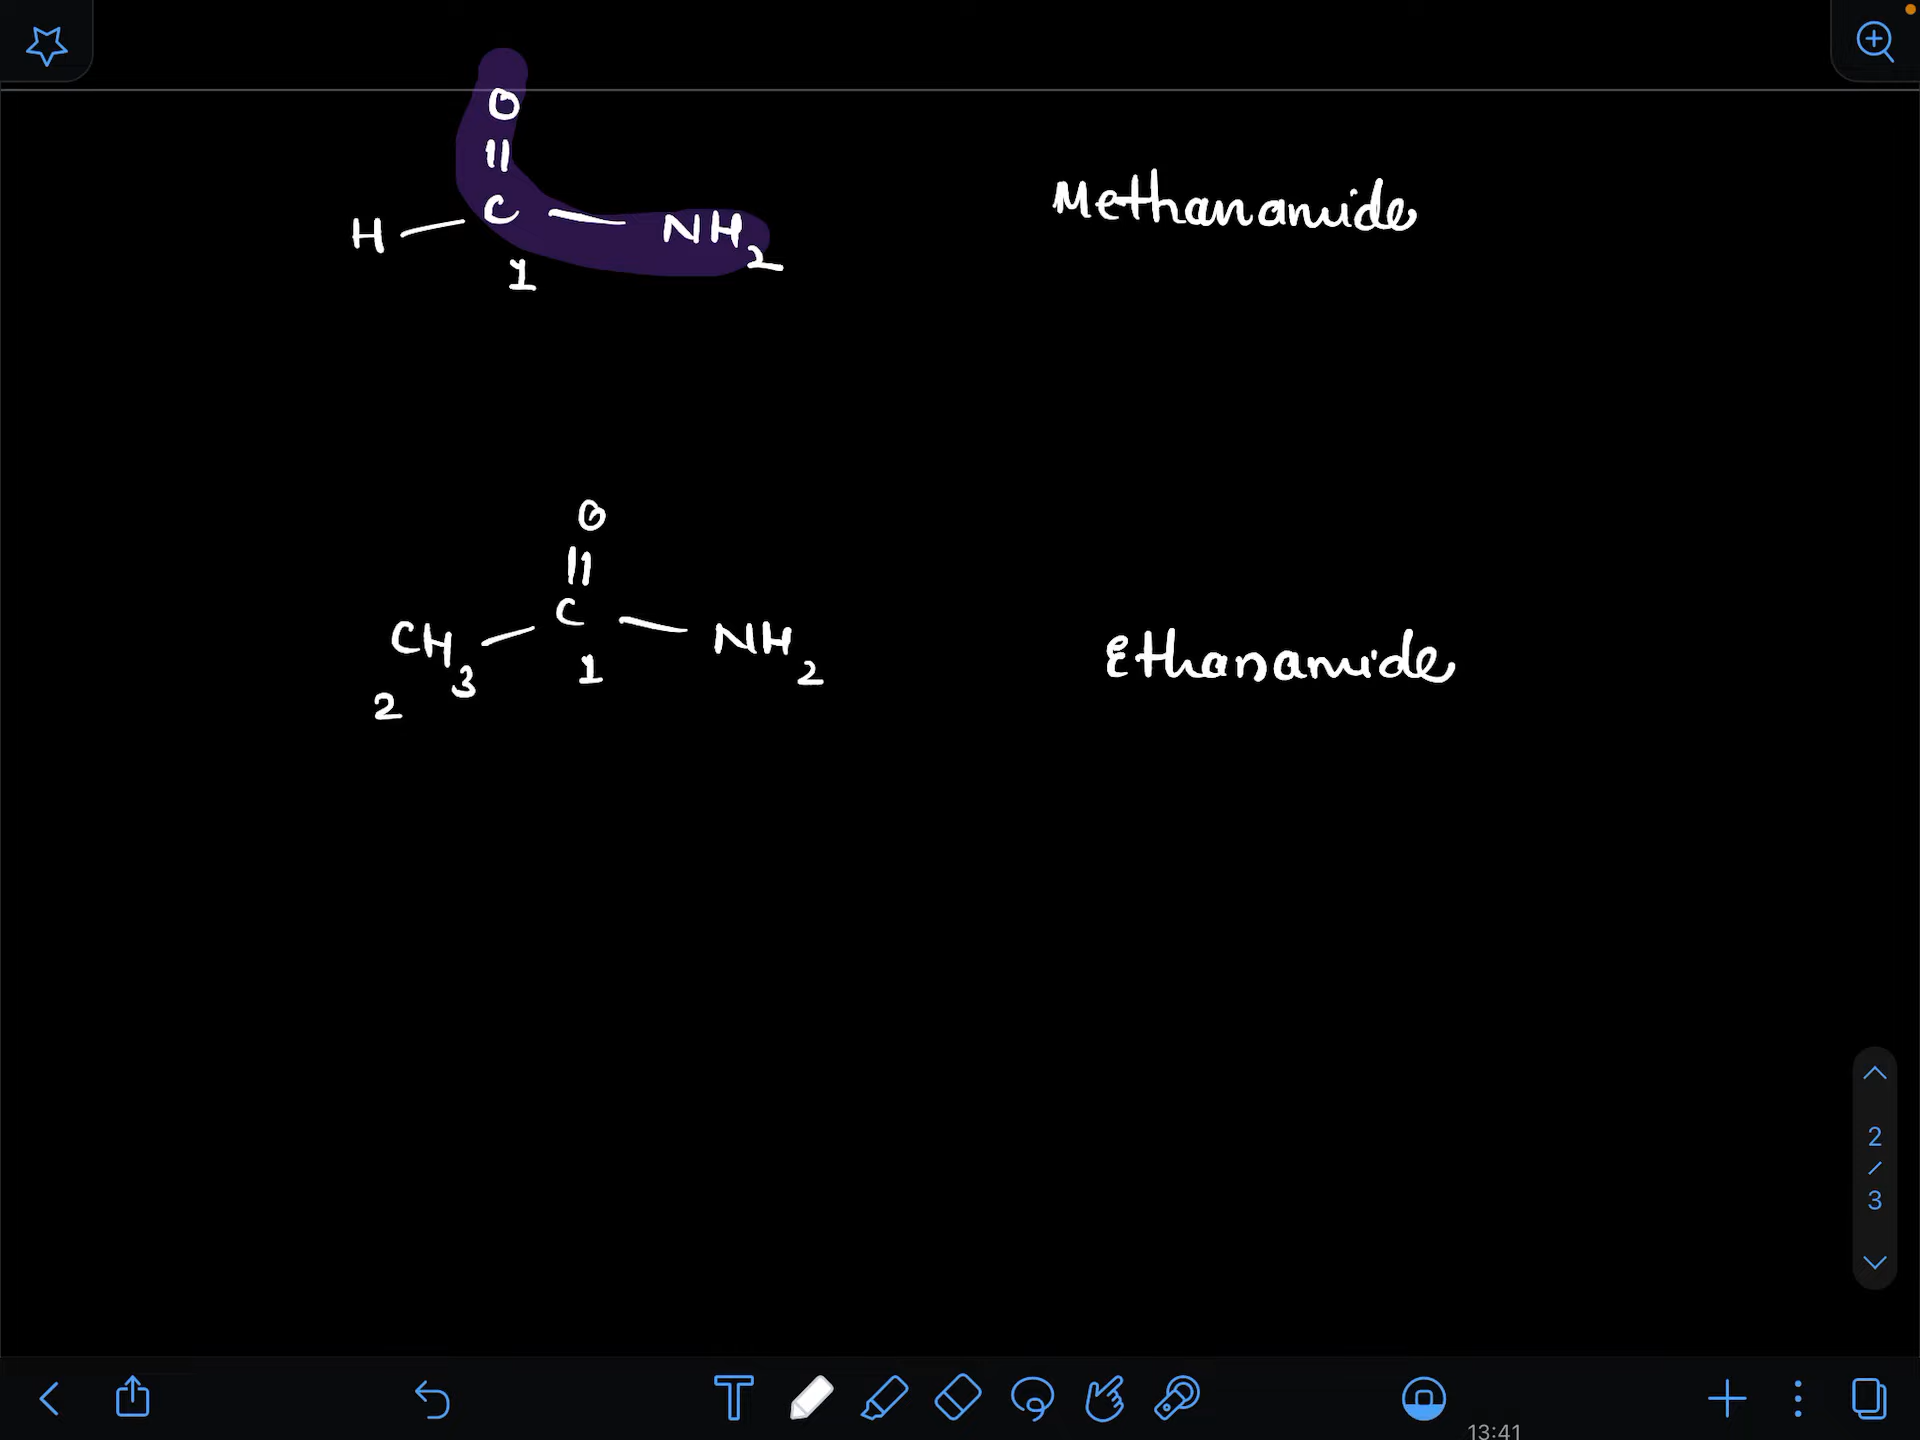 O
||
H — C — NH2
1
Methanamide
O
||
CH3 — C — NH2
2 1
Ethanamide
2
/
3
13:41